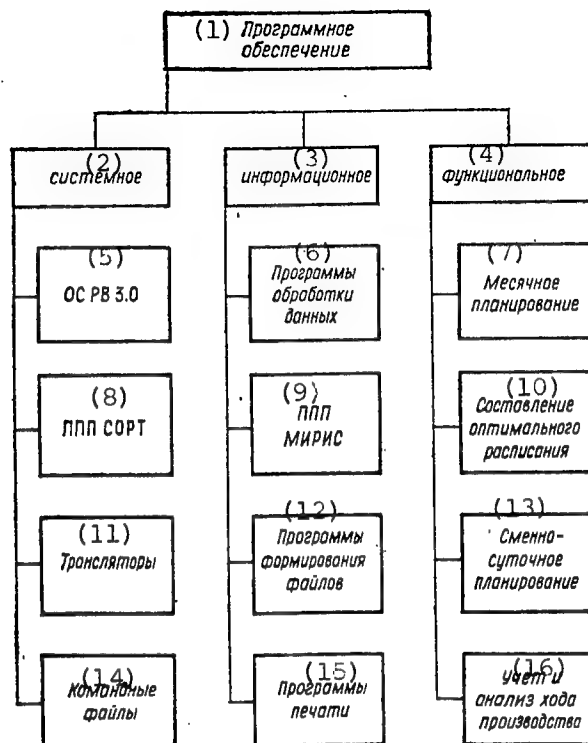 (1) Программное
обеспечение
(2)
системное
(3)
информационное
(4)
функциональное
(5)
ОС РВ 3.0
(6)
Программы
обработки
данных
(7)
Месячное
планирование
(8)
ППП СОРТ
(9)
ППП
МИРИС
(10)
Составление
оптимального
расписания
(11)
Трансляторы
(12)
Программы
формирования
файлов
(13)
Сменно-
суточное
планирование
(14)
Командные
файлы
(15)
Программы
печати
(16)
Учет и
анализ хода
производства